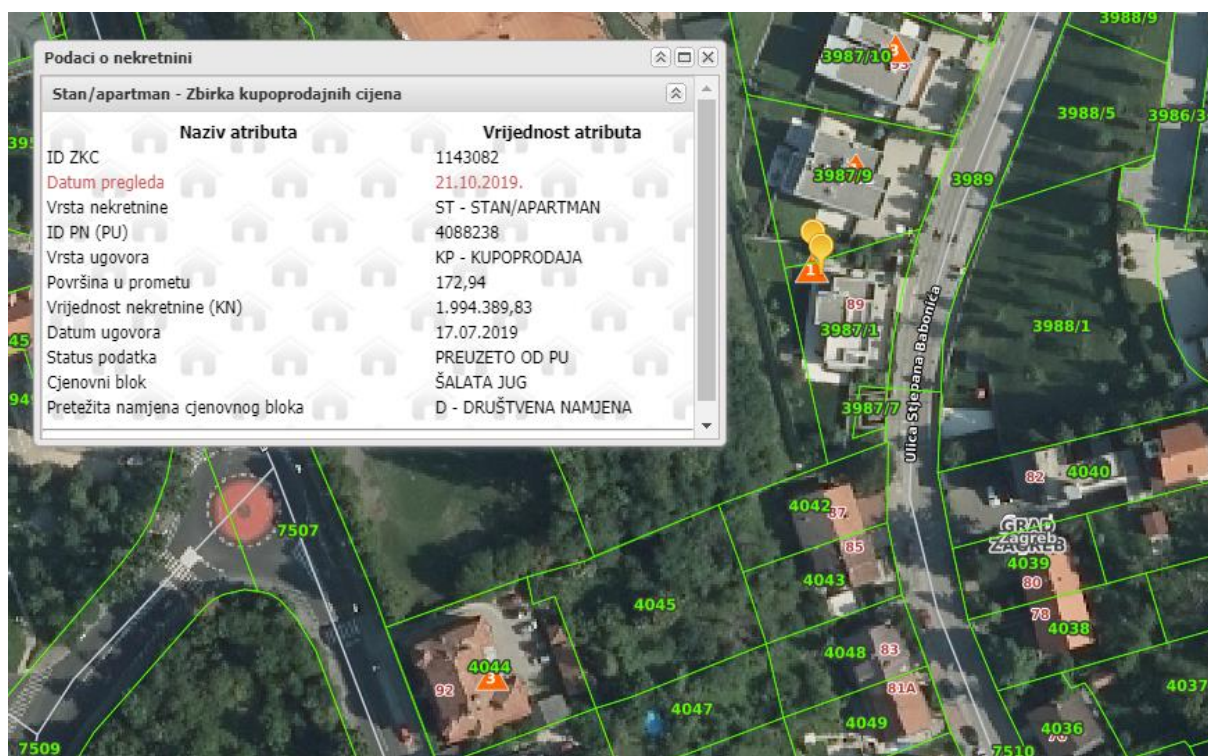 Podaci o nekretnini
Stan/apartman - Zbirka kupoprodajnih cijena
Naziv atributa Vrijednost atributa
ID ZKC 1143082
Datum pregleda 21.10.2019.
Vrsta nekretnine ST - STAN/APARTMAN
ID PN (PU) 4088238
Vrsta ugovora KP - KUPOPRODAJA
Površina u prometu 172,94
Vrijednost nekretnine (KN) 1.994.389,83
Datum ugovora 17.07.2019
Status podatka PREUZETO OD PU
Cjenovni blok ŠALATA JUG
Pretežita namjena cjenovnog bloka D - DRUŠTVENA NAMJENA
3988/9
3987/10
3
3988/5
3986/3
3987/9
3989
1
89
3987/1
3988/1
Ulica Stjepana Babonića
3987/7
82
4040
4042
87
GRAD
Zagreb
ZAGREB
7507
85
4039
4043
80
4045
78
4038
4048
83
4044
3
92
81A
4037
4047
4049
4036
7509
7510